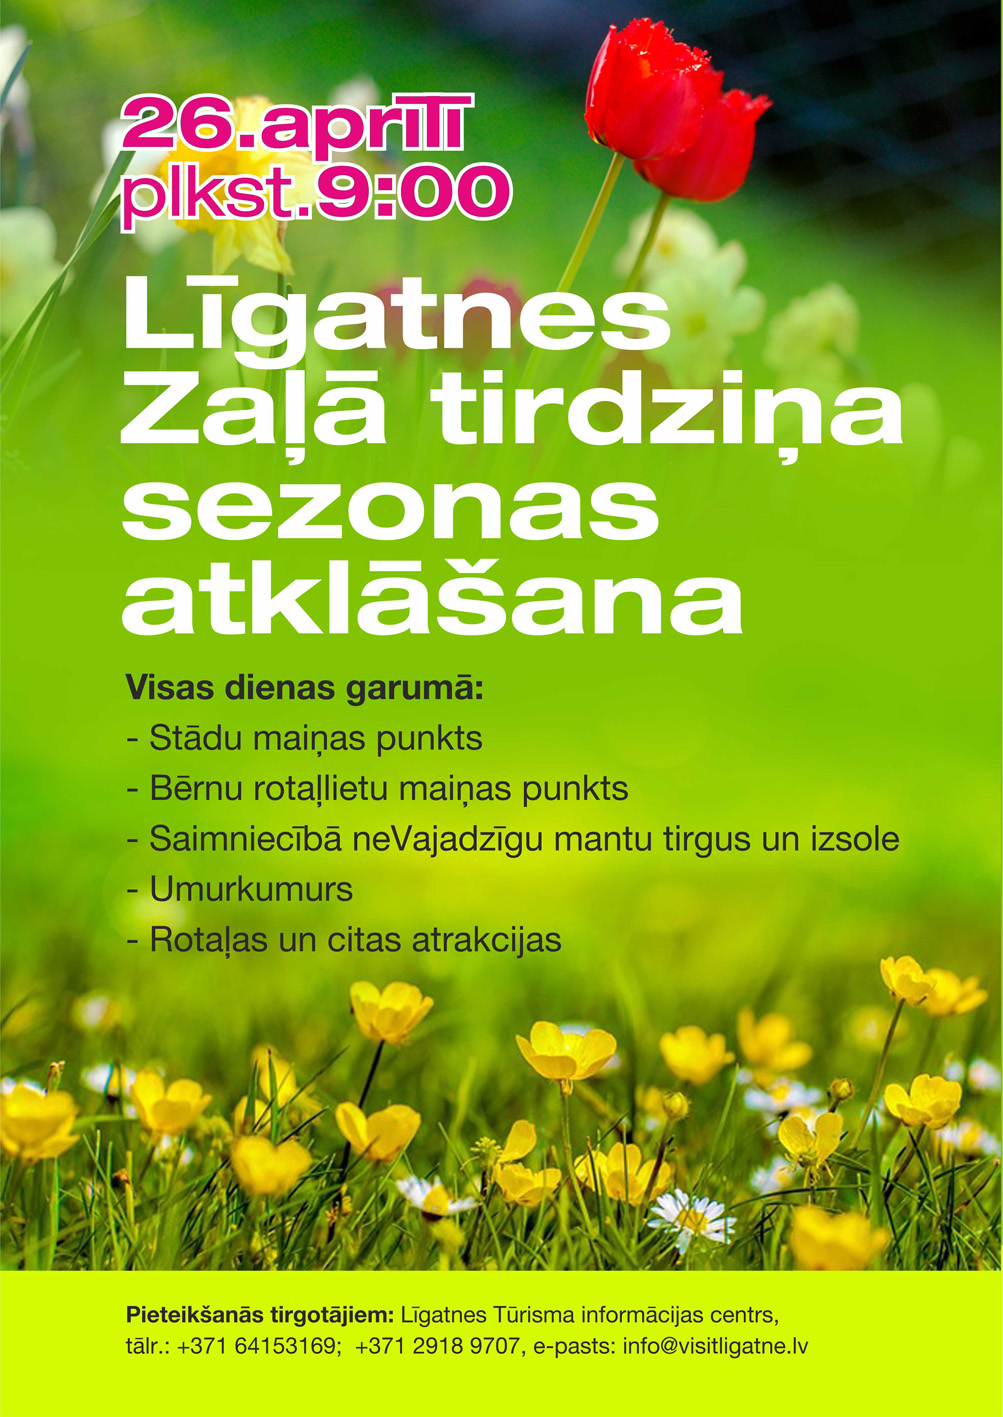 26.aprīlī
plkst.9:00
Līgatnes
Zaļā tirdziņa
sezonas
atklāšana
Visas dienas garumā:
- Stādu maiņas punkts
- Bērnu rotaļlietu maiņas punkts
- Saimniecībā neVajadzīgu mantu tirgus un izsole
- Umurkumurs
- Rotaļas un citas atrakcijas
Pieteikšanās tirgotājiem: Līgatnes Tūrisma informācijas centrs,
tālr.: +371 64153169; +371 2918 9707, e-pasts: info@visitligatne.lv